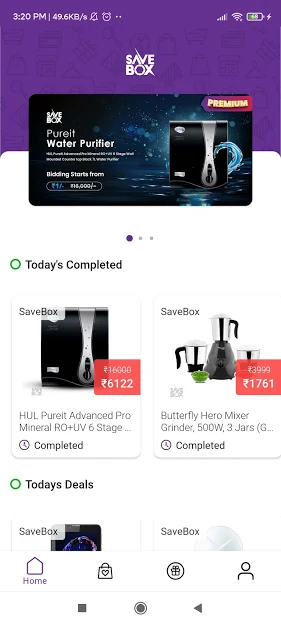 3:20 PM | 49.6KB/s
68
SAVE
BOX
SAVE
BOX
PREMIUM
Pureit
Water Purifier
HUL Pureit Advanced Pro Mineral RO+UV 6 Stage Wall
Mounted Counter top Black 7L Water Purifier
Bidding Starts from
₹1/- ₹16,000/-
Today's Completed
SaveBox
₹16000
₹6122
HUL Pureit Advanced Pro
Mineral RO+UV 6 Stage ...
Completed
SaveBox
₹3999
₹1761
Butterfly Hero Mixer
Grinder, 500W, 3 Jars (G...
Completed
Todays Deals
SaveBox
SaveBox
Home